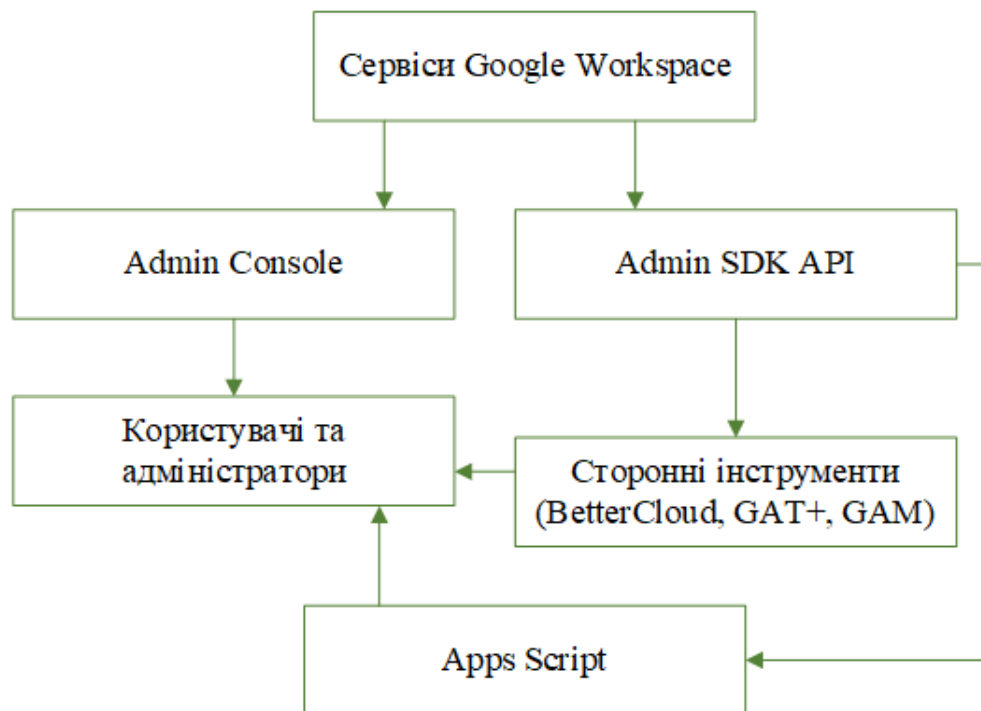 Сервіси Google Workspace
Admin Console
Admin SDK API
Користувачі та
адміністратори
Сторонні інструменти
(BetterCloud, GAT+, GAM)
Apps Script